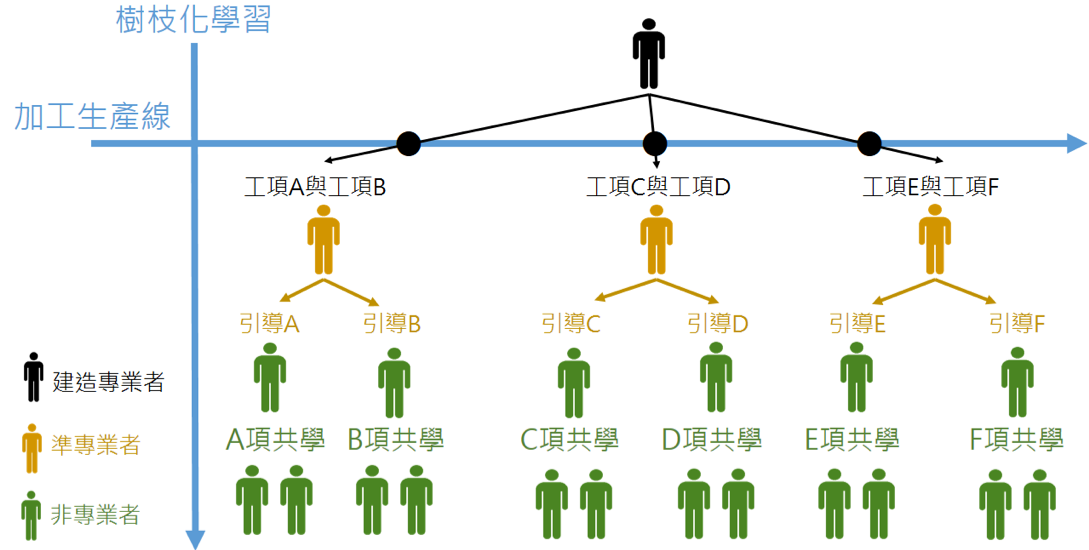 樹枝化學習
加工生產線
工項A與工項B
工項C與工項D
工項E與工項F
引導A
引導B
引導C
引導D
引導E
引導F
建造專業者
A項共學
B項共學
C項共學
D項共學
E項共學
F項共學
準專業者
非專業者